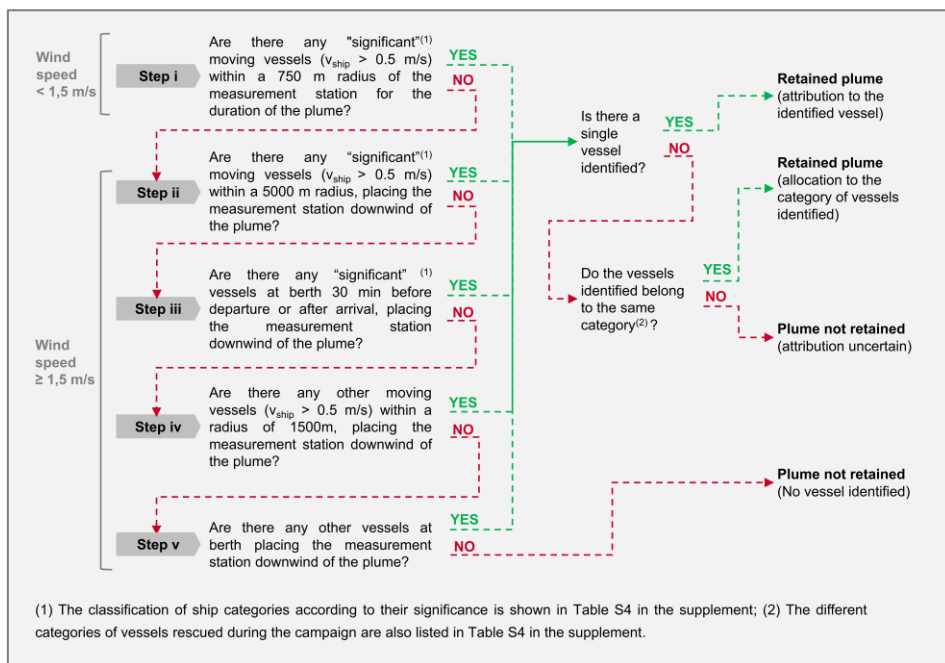 Wind
speed
< 1,5 m/s
Step i
Are there any "significant"(1)
moving vessels (vship > 0.5 m/s)
within a 750 m radius of the
measurement station for the
duration of the plume?
YES
NO
Step ii
Are there any “significant”(1)
moving vessels (vship > 0.5 m/s)
within a 5000 m radius, placing the
measurement station downwind of
the plume?
YES
NO
Wind
speed
≥ 1,5 m/s
Step iii
Are there any “significant” (1)
vessels at berth 30 min before
departure or after arrival, placing
the measurement station
downwind of the plume?
YES
NO
Step iv
Are there any other moving
vessels (vship > 0.5 m/s) within a
radius of 1500m, placing the
measurement station downwind of
the plume?
YES
NO
Step v
Are there any other vessels at
berth placing the measurement
station downwind of the plume?
YES
NO
Is there a
single
vessel
identified?
YES
NO
Do the vessels
identified belong
to the same
category(2) ?
YES
NO
Retained plume
(attribution to the
identified vessel)
Retained plume
(allocation to the
category of vessels
identified)
Plume not retained
(attribution uncertain)
Plume not retained
(No vessel identified)
(1) The classification of ship categories according to their significance is shown in Table S4 in the supplement; (2) The different
categories of vessels rescued during the campaign are also listed in Table S4 in the supplement.